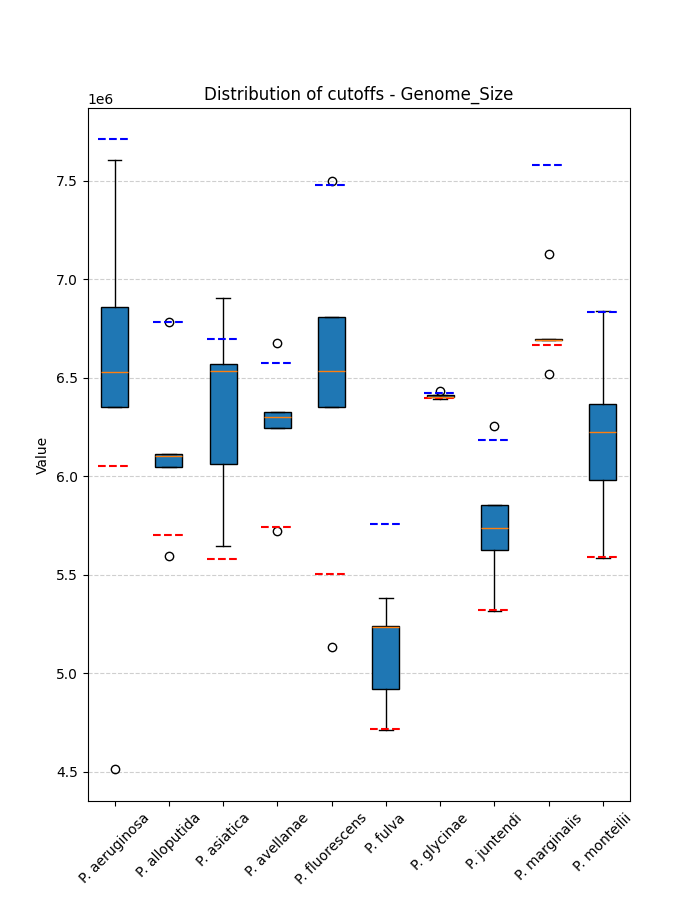 Distribution of cutoffs - Genome_Size
1e6
7.5
7.0
6.5
6.0
5.5
5.0
4.5
Value
P. aeruginosa
P. alloputida
P. asiatica
P. avellanae
P. fluorescens
P. fulva
P. glycinae
P. juntendi
P. marginalis
P. monteilii